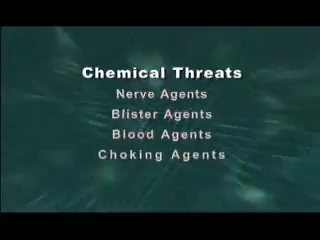 Chemical Threats
Nerve Agents
Blister Agents
Blood Agents
Choking Agents